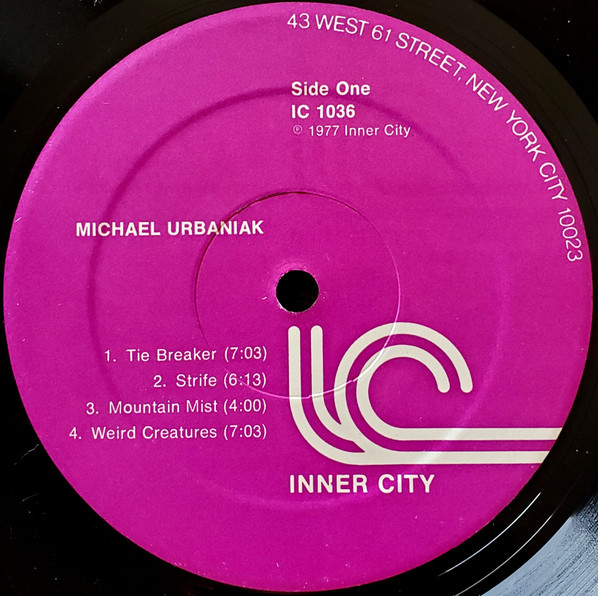 43 WEST 61 STREET, NEW YORK CITY 10023
Side One
IC 1036
℗ 1977 Inner City
MICHAEL URBANIAK
1. Tie Breaker (7:03)
2. Strife (6:13)
3. Mountain Mist (4:00)
4. Weird Creatures (7:03)
IC
INNER CITY